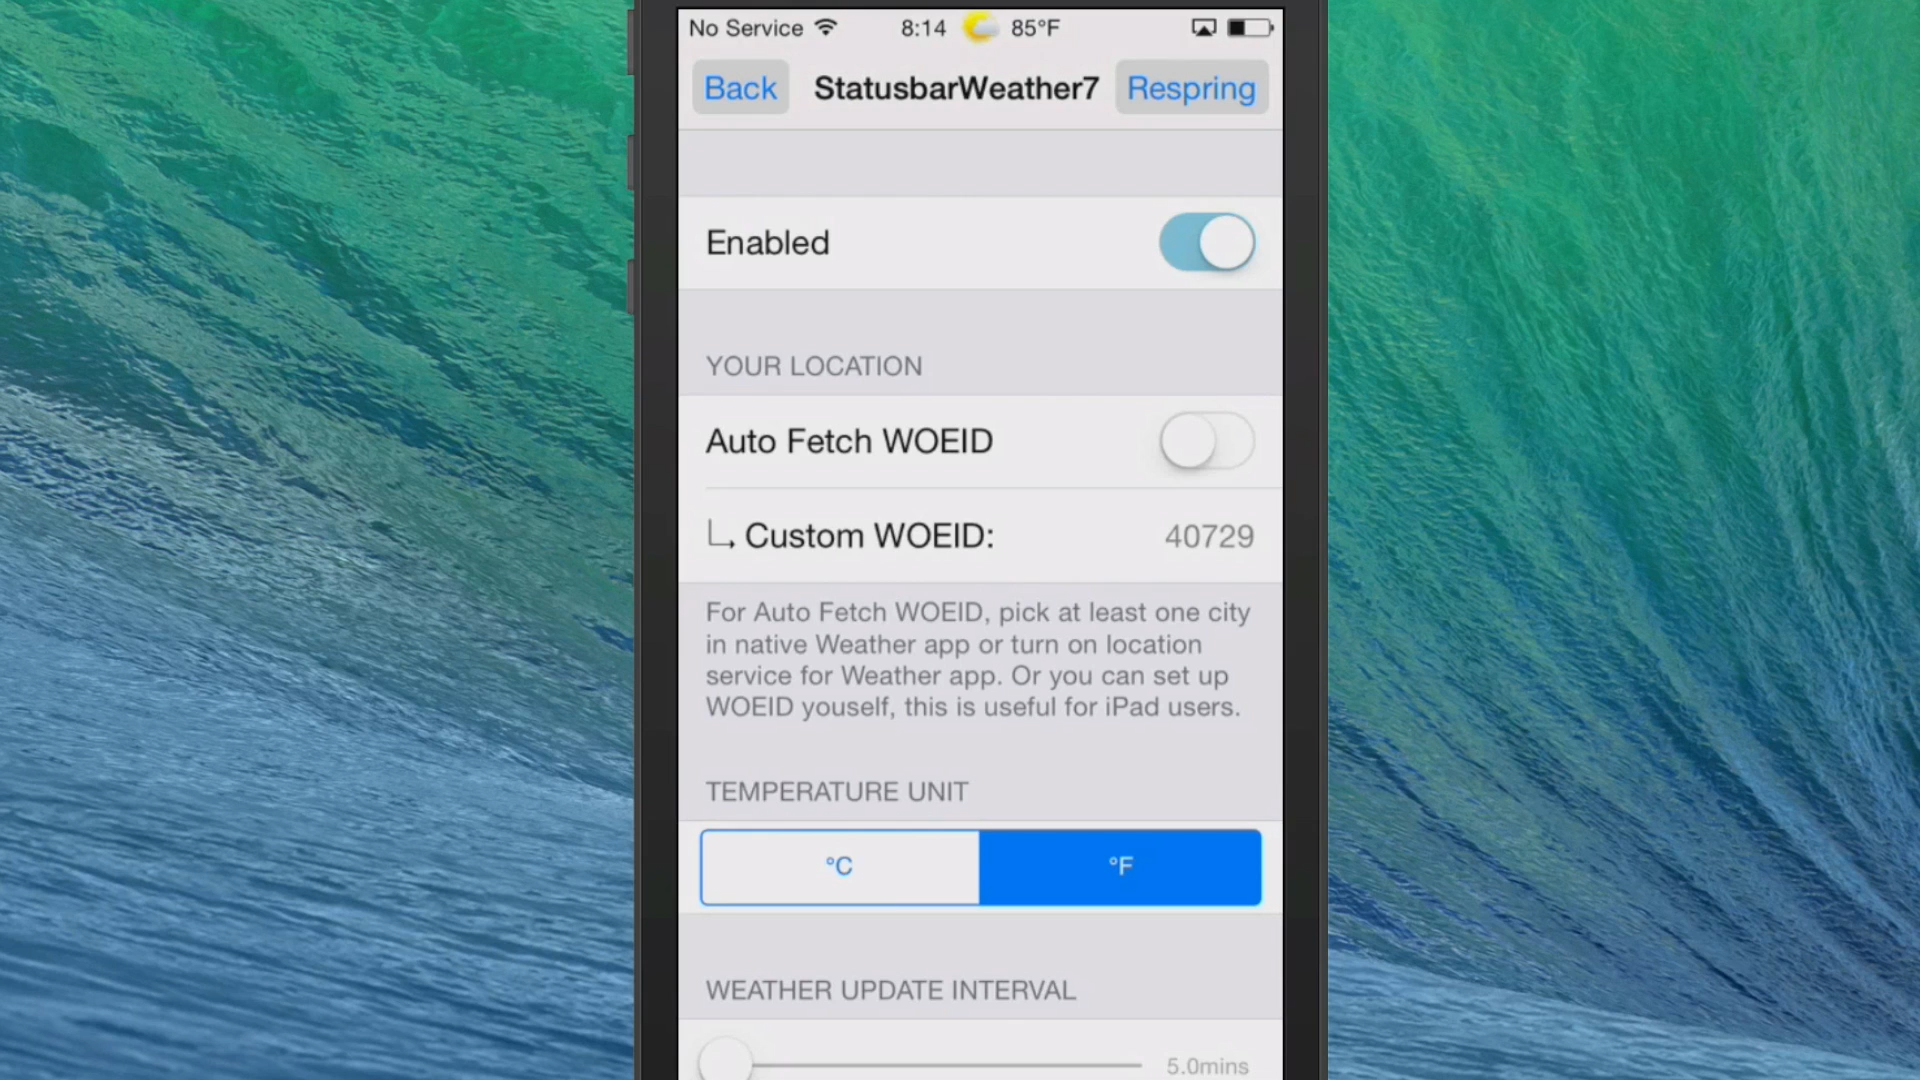 No Service 8:14 85°F
Back StatusbarWeather7 Respring
Enabled
YOUR LOCATION
Auto Fetch WOEID
Custom WOEID: 40729
For Auto Fetch WOEID, pick at least one city
in native Weather app or turn on location
service for Weather app. Or you can set up
WOEID youself, this is useful for iPad users.
TEMPERATURE UNIT
°C °F
WEATHER UPDATE INTERVAL
5.0mins